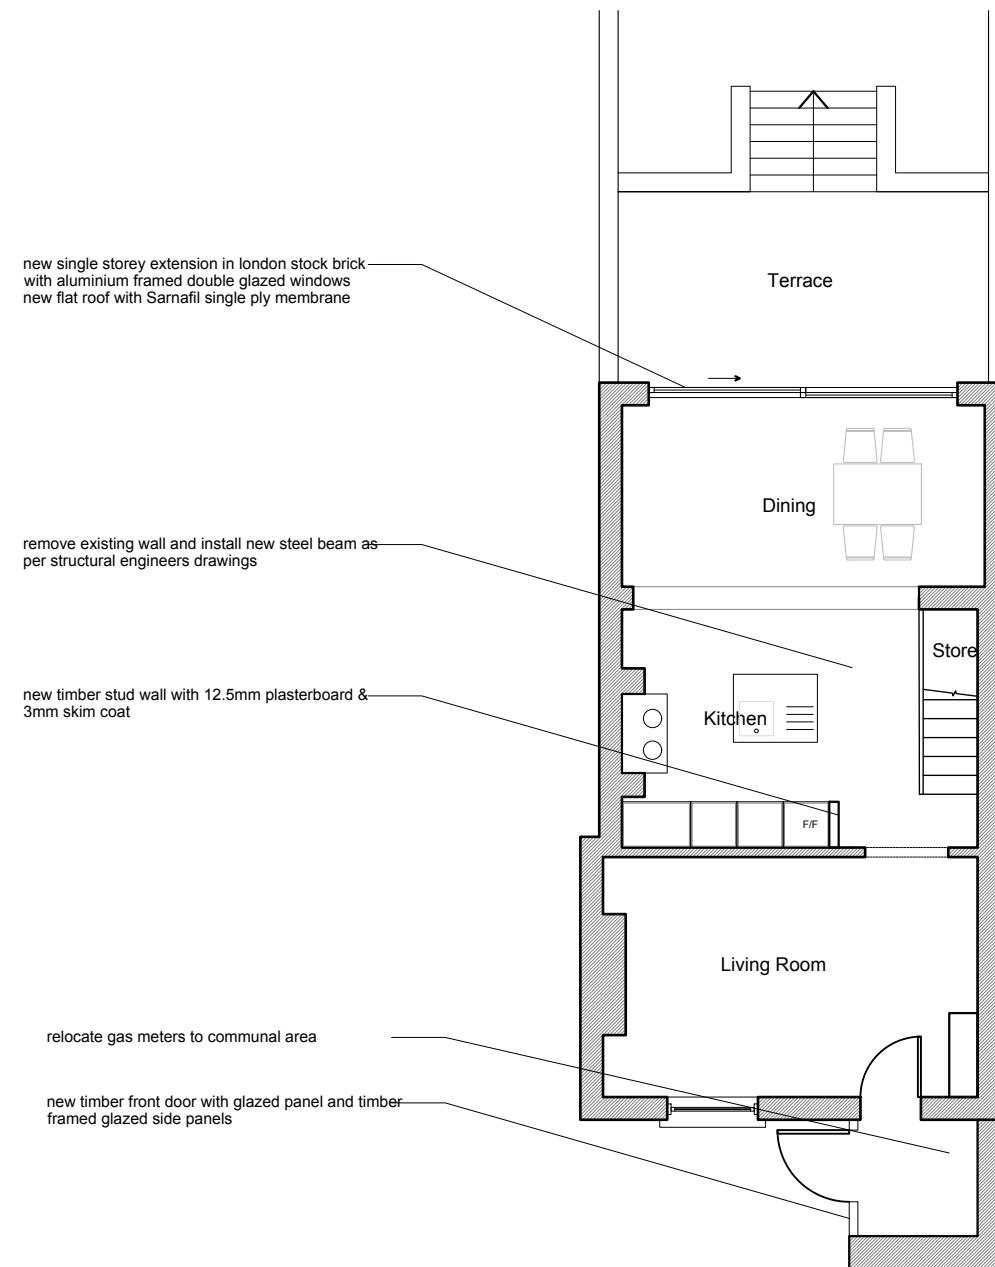 new single storey extension in london stock brick
with aluminium framed double glazed windows
new flat roof with Sarnafil single ply membrane
Terrace
Dining
remove existing wall and install new steel beam as
per structural engineers drawings
Store
new timber stud wall with 12.5mm plasterboard &
3mm skim coat
Kitchen
F/F
Living Room
relocate gas meters to communal area
new timber front door with glazed panel and timber
framed glazed side panels